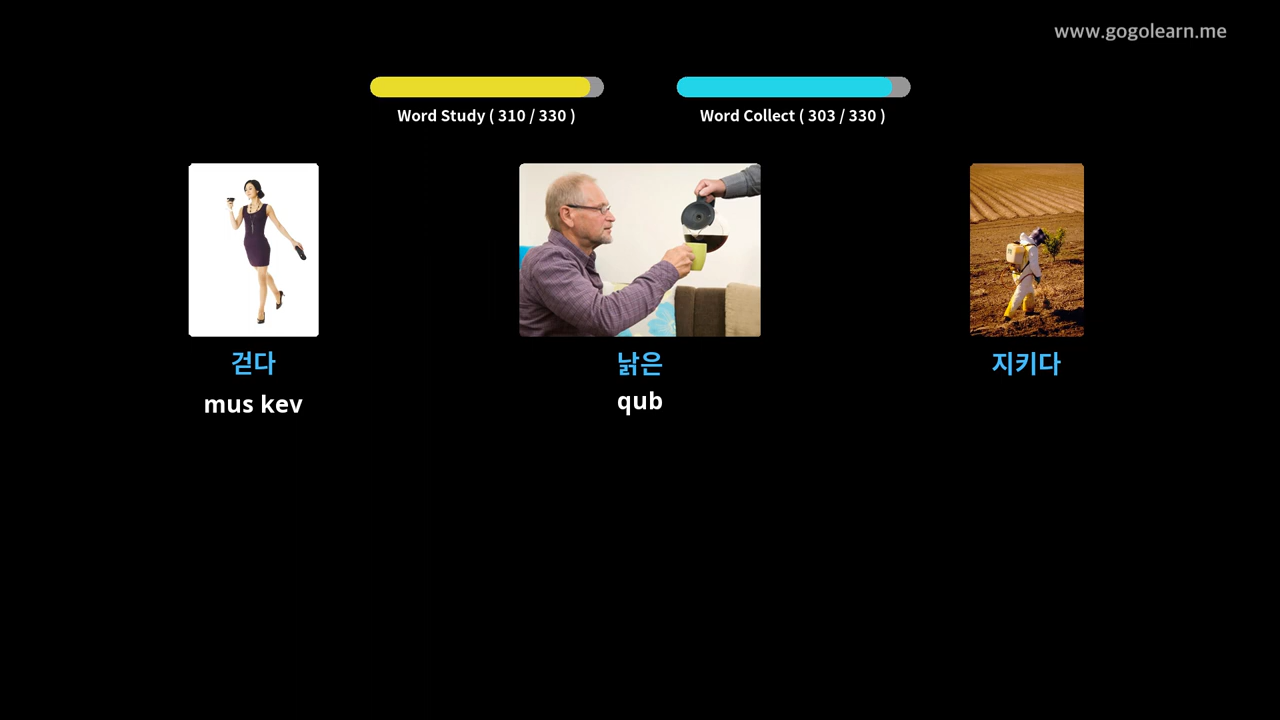 www.gogolearn.me
Word Study ( 310 / 330 )
Word Collect ( 303 / 330 )
걷다
낡은
지키다
mus kev
qub